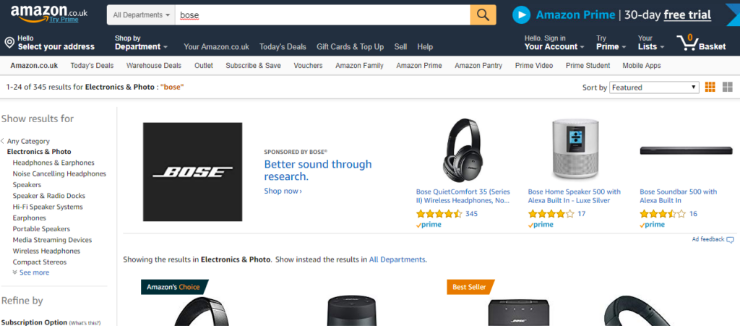 amazon.co.uk
Try Prime
All Departments
bose
Amazon Prime | 30-day free trial
Hello
Select your address
Shop by
Department
Your Amazon.co.uk Today's Deals Gift Cards & Top Up Sell Help
Hello. Sign in
Your Account
Try
Prime
Your
Lists
0
Basket
Amazon.co.uk Today's Deals Warehouse Deals Outlet Subscribe & Save Vouchers Amazon Family Amazon Prime Amazon Pantry Prime Video Prime Student Mobile Apps
1-24 of 345 results for Electronics & Photo : "bose"
Sort by Featured
Show results for
Any Category
Electronics & Photo
Headphones & Earphones
Noise Cancelling Headphones
Speakers
Speaker & Radio Docks
Hi-Fi Speaker Systems
Earphones
Portable Speakers
Media Streaming Devices
Wireless Headphones
Compact Stereos
See more
Refine by
Subscription Option (What's this?)
BOSE
SPONSORED BY BOSE®
Better sound through
research.
Shop now ›
Bose QuietComfort 35 (Series
II) Wireless Headphones, No...
345
prime
Bose Home Speaker 500 with
Alexa Built In - Luxe Silver
17
prime
Bose Soundbar 500 with
Alexa Built In
16
prime
Ad feedback
Showing the results in Electronics & Photo. Show instead the results in All Departments.
Amazon's Choice
Best Seller
BOSE